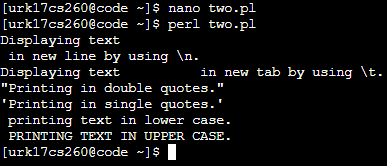 [urk17cs260@code ~]$ nano two.pl
[urk17cs260@code ~]$ perl two.pl
Displaying text
 in new line by using \n.
Displaying text         in new tab by using \t.
"Printing in double quotes."
'Printing in single quotes.'
 printing text in lower case.
 PRINTING TEXT IN UPPER CASE.
[urk17cs260@code ~]$